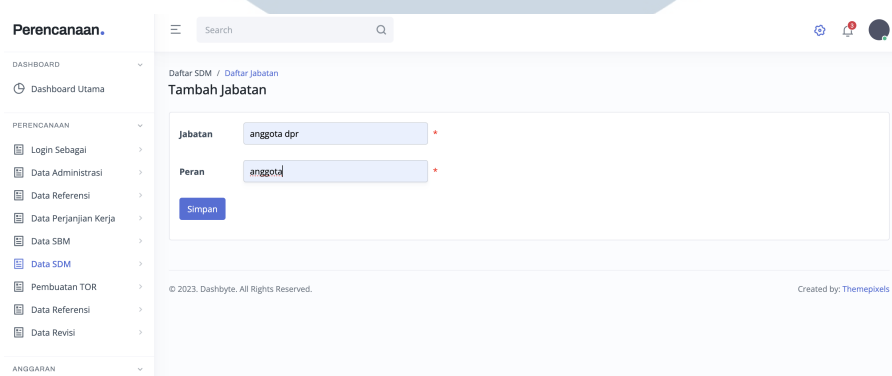 Perencanaan.
Search
3
DASHBOARD
Dashboard Utama
PERENCANAAN
Login Sebagai
Data Administrasi
Data Referensi
Data Perjanjian Kerja
Data SBM
Data SDM
Pembuatan TOR
Data Referensi
Data Revisi
ANGGARAN
Daftar SDM / Daftar Jabatan
Tambah Jabatan
Jabatan anggota dpr *
Peran anggota *
Simpan
© 2023. Dashbyte. All Rights Reserved. Created by: Themepixels